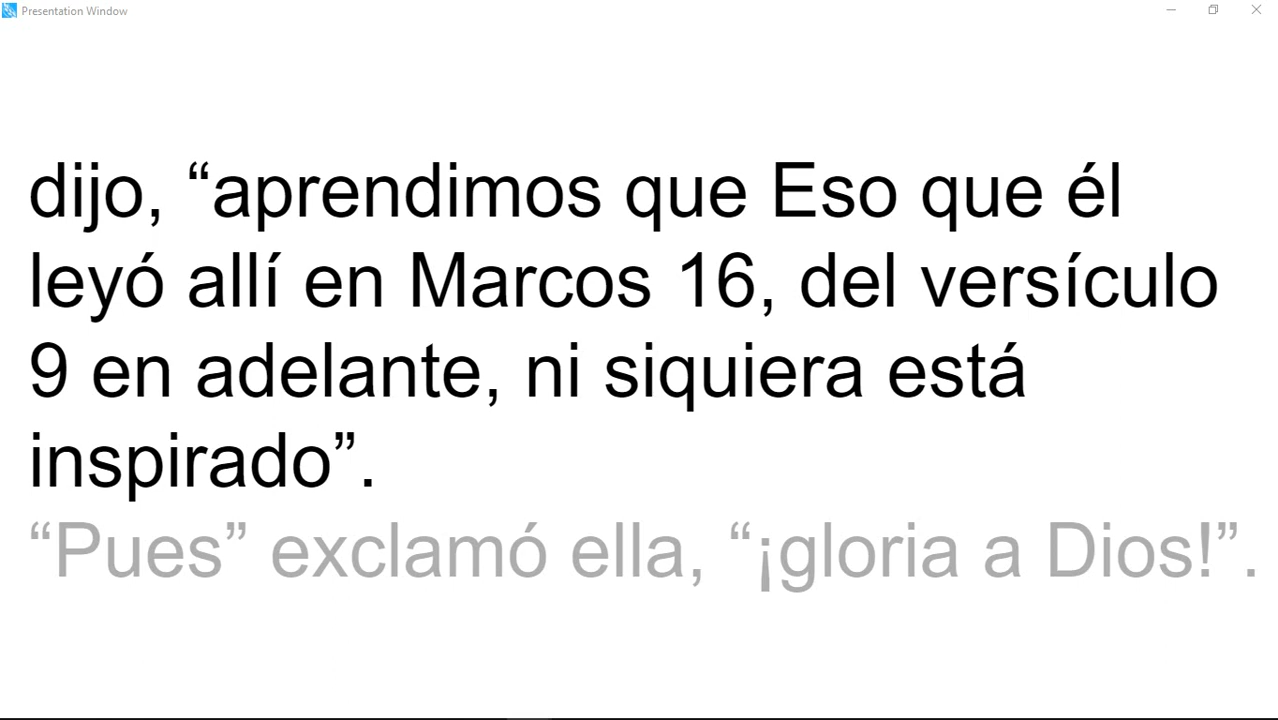 Presentation Window
dijo, “aprendimos que Eso que él
leyó allí en Marcos 16, del versículo
9 en adelante, ni siquiera está
inspirado”.
“Pues” exclamó ella, “¡gloria a Dios!”.